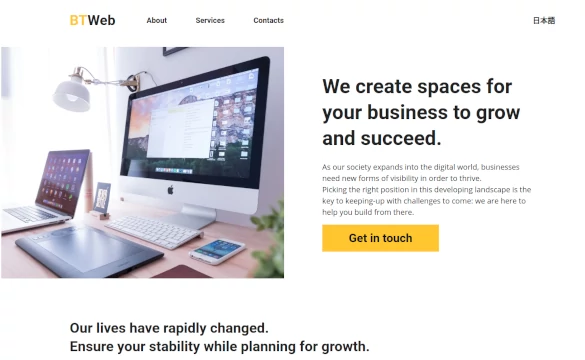 BTWeb
About
Services
Contacts
日本語
We create spaces for
your business to grow
and succeed.
As our society expands into the digital world, businesses
need new forms of visibility in order to thrive.
Picking the right position in this developing landscape is the
key to keeping-up with challenges to come: we are here to
help you build from there.
Get in touch
Our lives have rapidly changed.
Ensure your stability while planning for growth.